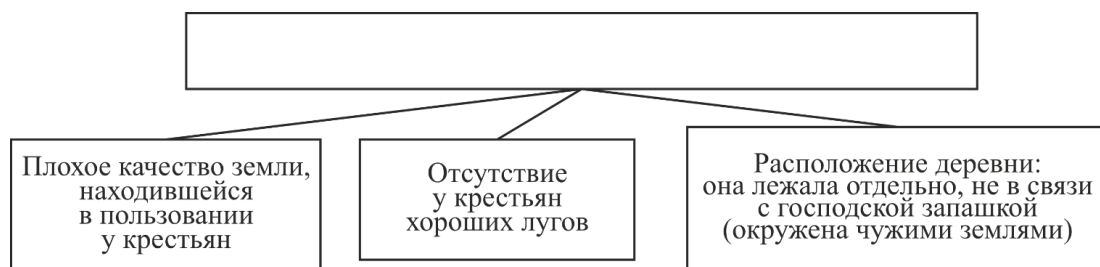 Плохое качество земли,
находившейся
в пользовании
у крестьян
Отсутствие
у крестьян
хороших лугов
Расположение деревни:
она лежала отдельно, не в связи
с господской запашкой
(окружена чужими землями)